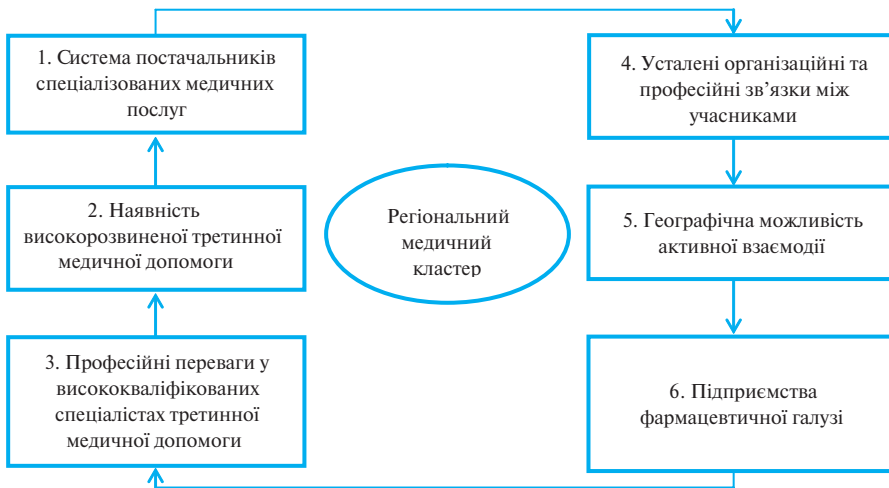 1. Система постачальників
спеціалізованих медичних
послуг
2. Наявність
високорозвиненої третинної
медичної допомоги
3. Професійні переваги у
висококваліфікованих
спеціалістах третинної
медичної допомоги
Регіональний
медичний
кластер
4. Усталені організаційні та
професійні зв’язки між
учасниками
5. Географічна можливість
активної взаємодії
6. Підприємства
фармацевтичної галузі